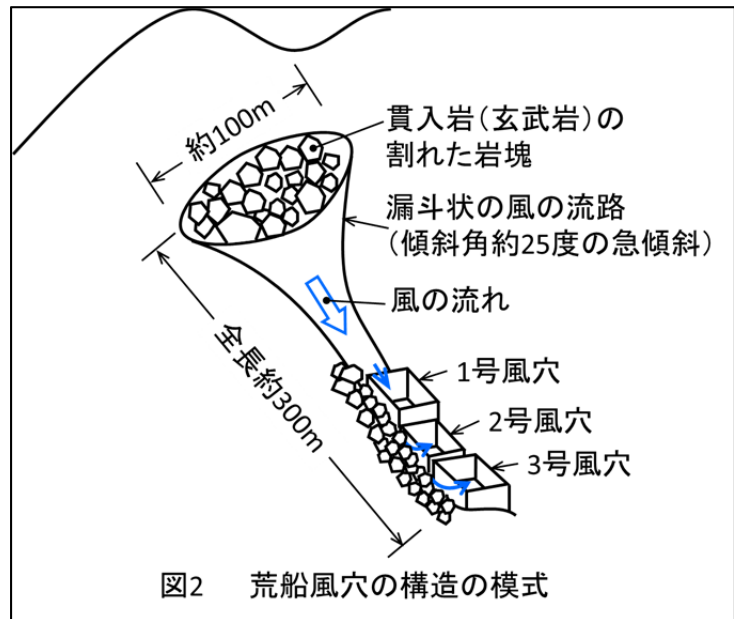 約100m
貫入岩(玄武岩)の
割れた岩塊
漏斗状の風の流路
(傾斜角約25度の急傾斜)
風の流れ
全長約300m
1号風穴
2号風穴
3号風穴
図2 荒船風穴の構造の模式